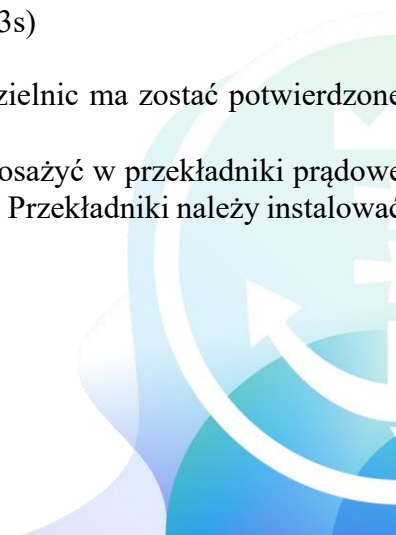 3s)
zielnic ma zostać potwierdzone
osażyć w przekładniki prądowe
Przekładniki należy instalować